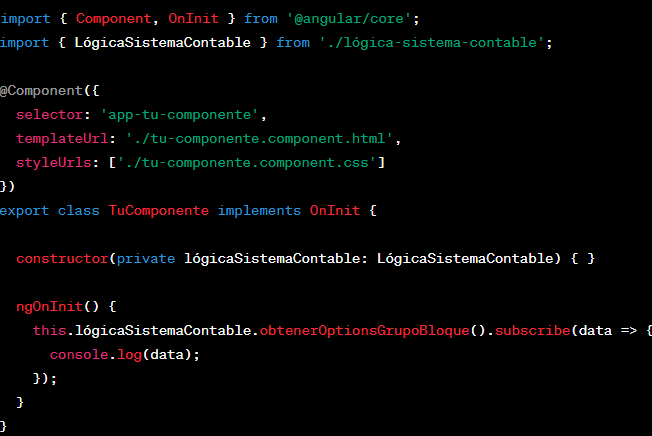 import { Component, OnInit } from '@angular/core';
import { LógicaSistemaContable } from './lógica-sistema-contable';
@Component({
selector: 'app-tu-componente',
templateUrl: './tu-componente.component.html',
styleUrls: ['./tu-componente.component.css']
})
export class TuComponente implements OnInit {
constructor(private lógicaSistemaContable: LógicaSistemaContable) { }
ngOnInit() {
this.lógicaSistemaContable.obtenerOptionsGrupoBloque().subscribe(data => {
console.log(data);
});
}
}